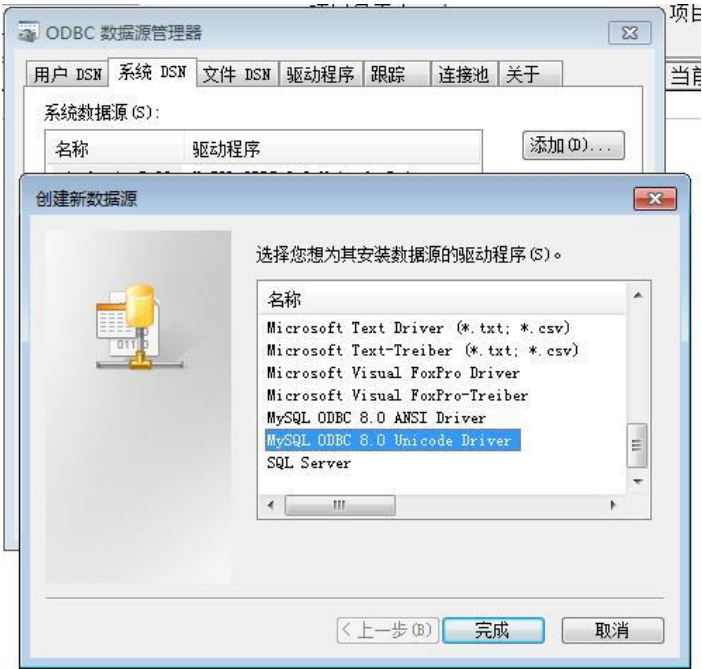 项目
ODBC 数据源管理器
用户 DSN 系统 DSN 文件 DSN 驱动程序 跟踪 连接池 关于
当前
系统数据源(S):
名称 驱动程序
添加(D)...
创建新数据源
选择您想为其安装数据源的驱动程序(S)。
名称
Microsoft Text Driver (*.txt; *.csv)
Microsoft Text-Treiber (*.txt; *.csv)
Microsoft Visual FoxPro Driver
Microsoft Visual FoxPro-Treiber
MySQL ODBC 8.0 ANSI Driver
MySQL ODBC 8.0 Unicode Driver
SQL Server
01110
< 上一步(B) 完成 取消